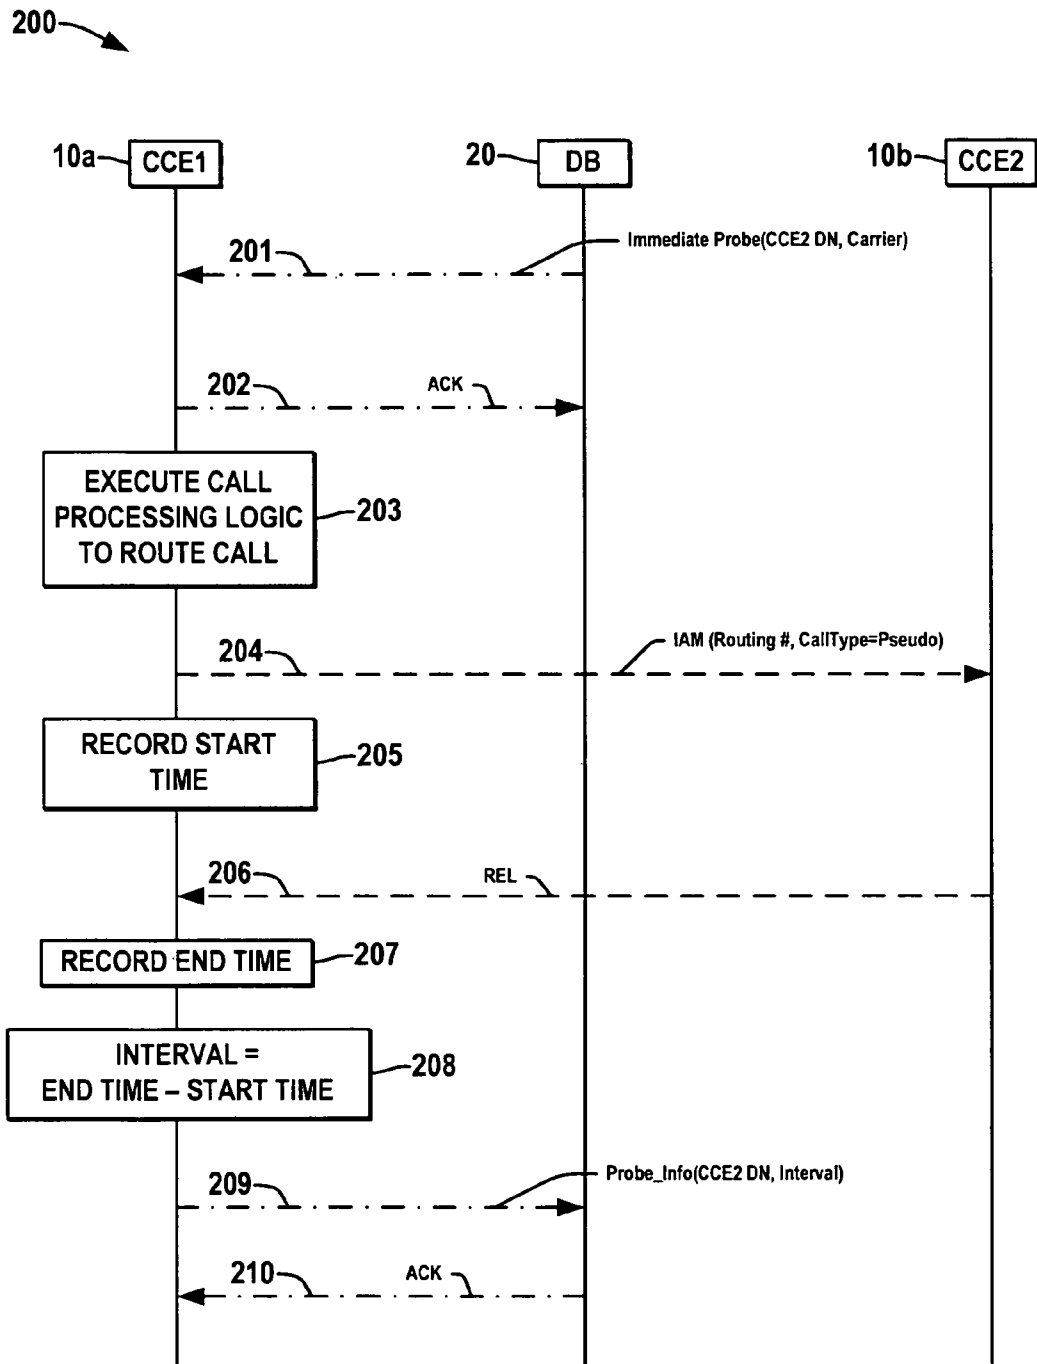 200
10a
CCE1
20
DB
10b
CCE2
201
Immediate Probe(CCE2 DN, Carrier)
202
ACK
EXECUTE CALL
PROCESSING LOGIC
TO ROUTE CALL
203
204
IAM (Routing #, CallType=Pseudo)
RECORD START
TIME
205
206
REL
RECORD END TIME
207
INTERVAL =
END TIME – START TIME
208
209
Probe_Info(CCE2 DN, Interval)
210
ACK